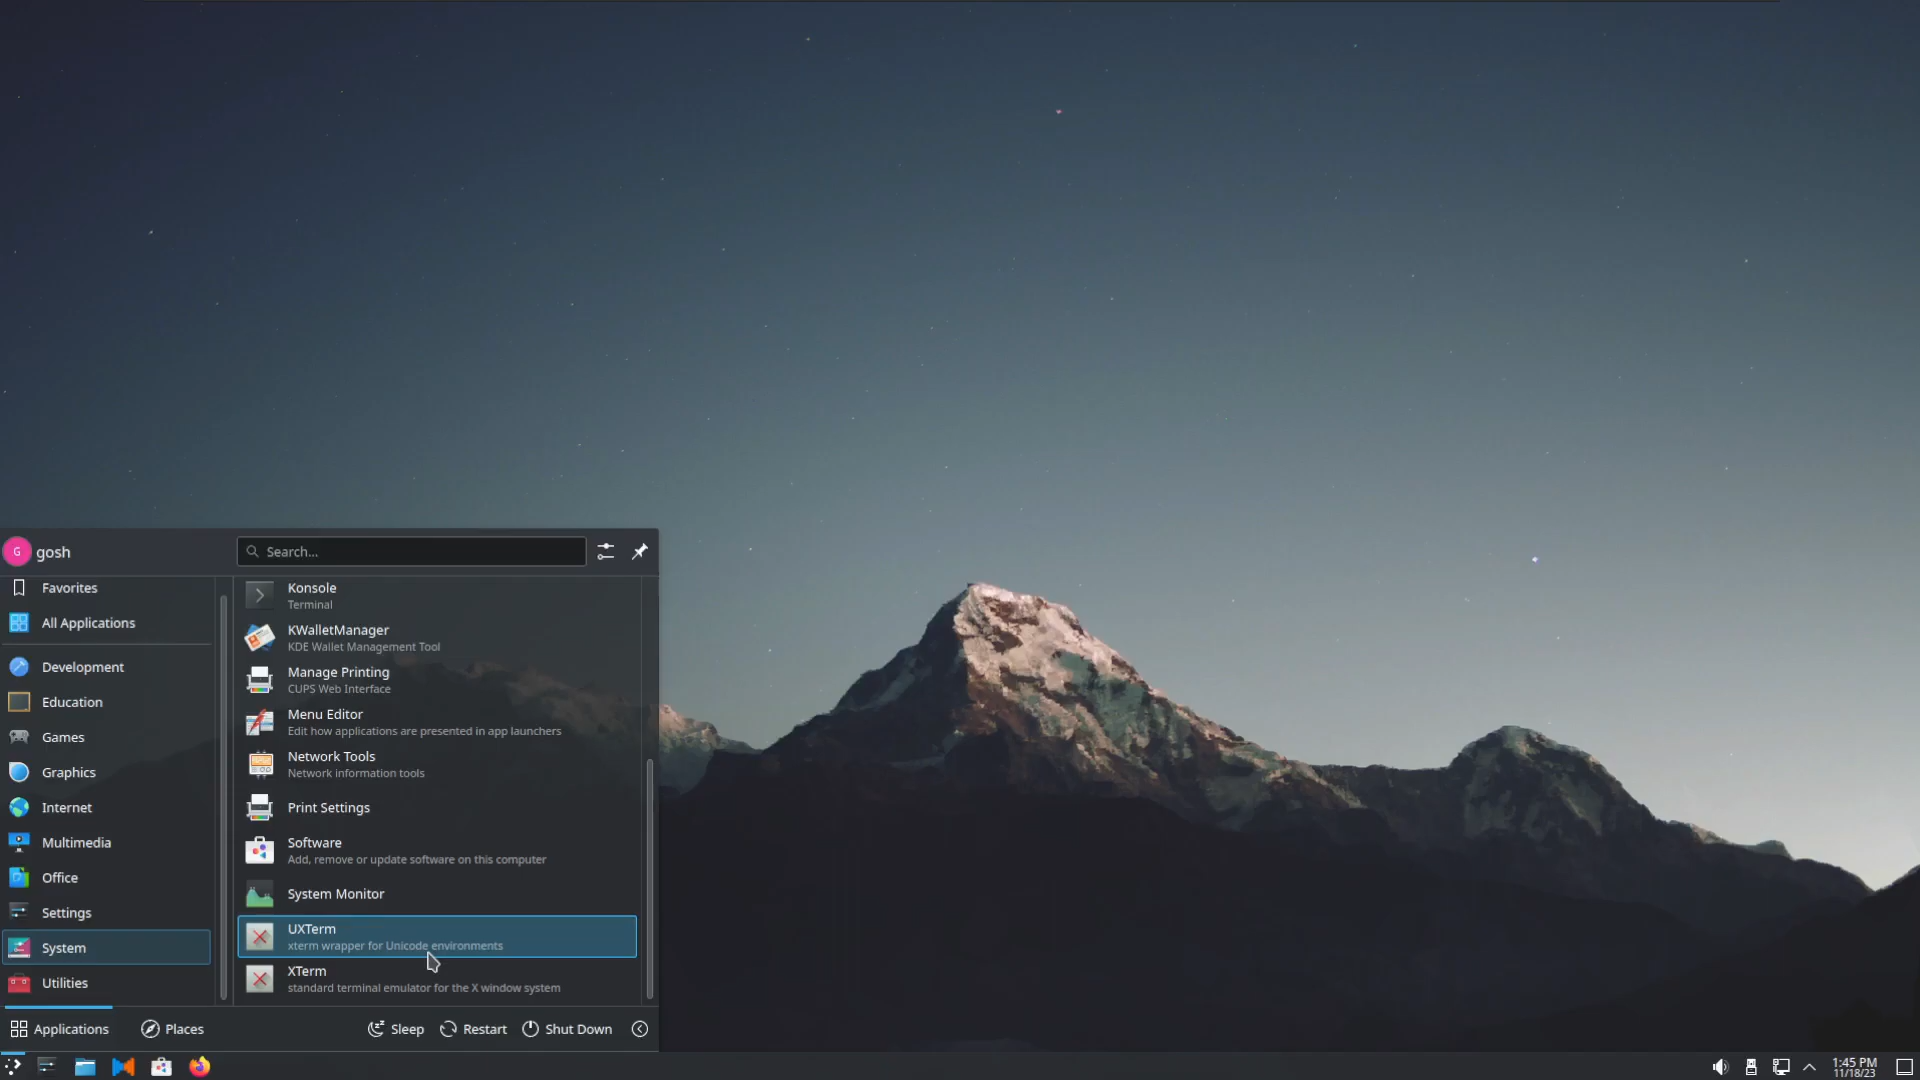 G
gosh
Search...
Favorites
All Applications
Development
Education
Games
Graphics
Internet
Multimedia
Office
Settings
System
Utilities
Konsole
Terminal
KWalletManager
KDE Wallet Management Tool
Manage Printing
CUPS Web Interface
Menu Editor
Edit how applications are presented in app launchers
Network Tools
Network information tools
Print Settings
Software
Add, remove or update software on this computer
System Monitor
UXTerm
xterm wrapper for Unicode environments
XTerm
standard terminal emulator for the X window system
Applications
Places
Sleep
Restart
Shut Down
1:45 PM
11/18/23